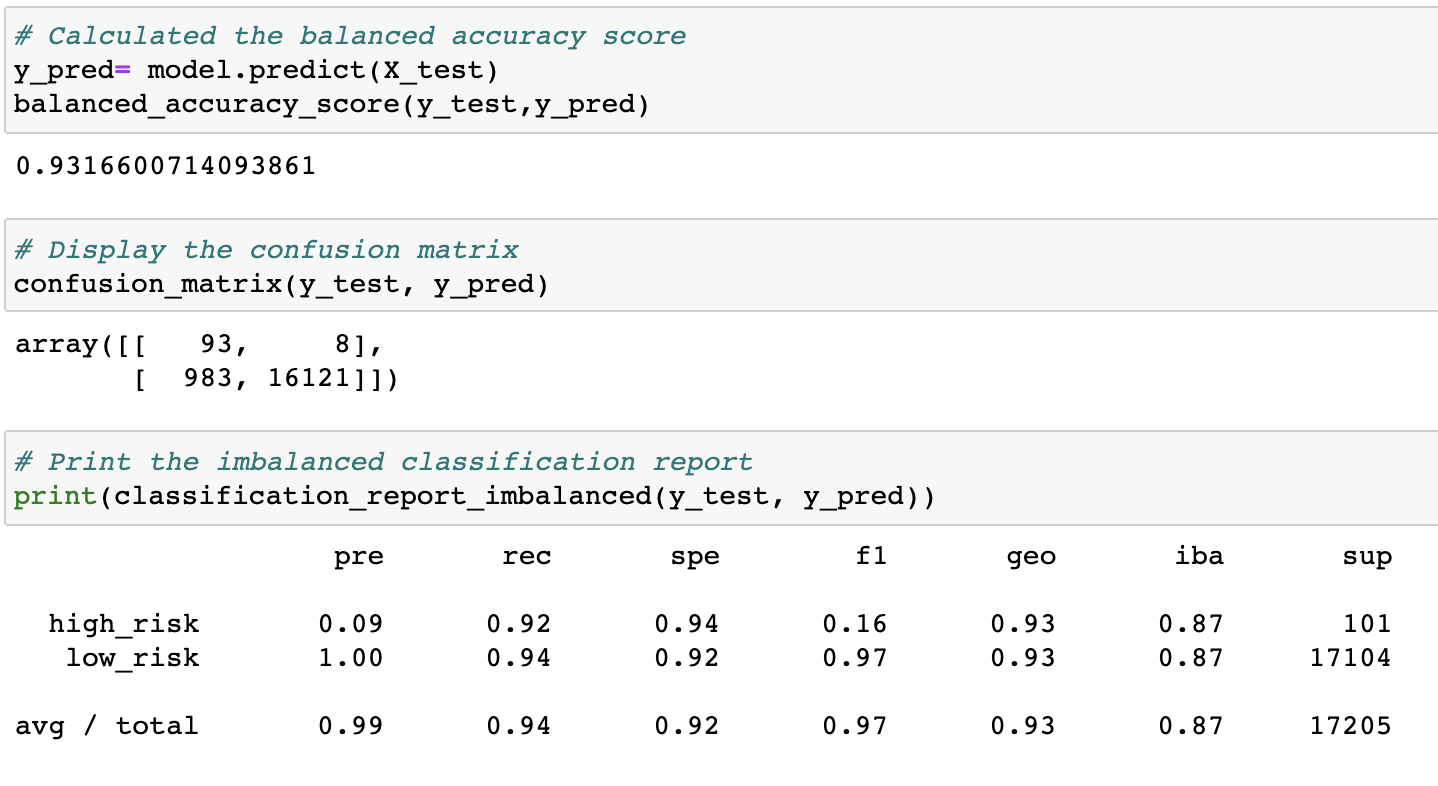 # Calculated the balanced accuracy score
y_pred= model.predict(X_test)
balanced_accuracy_score(y_test,y_pred)
0.9316600714093861
# Display the confusion matrix
confusion_matrix(y_test, y_pred)
array([[   93,     8],
       [  983, 16121]])
# Print the imbalanced classification report
print(classification_report_imbalanced(y_test, y_pred))
                   pre       rec       spe        f1       geo       iba       sup
  high_risk       0.09      0.92      0.94      0.16      0.93      0.87       101
   low_risk       1.00      0.94      0.92      0.97      0.93      0.87     17104
avg / total       0.99      0.94      0.92      0.97      0.93      0.87     17205